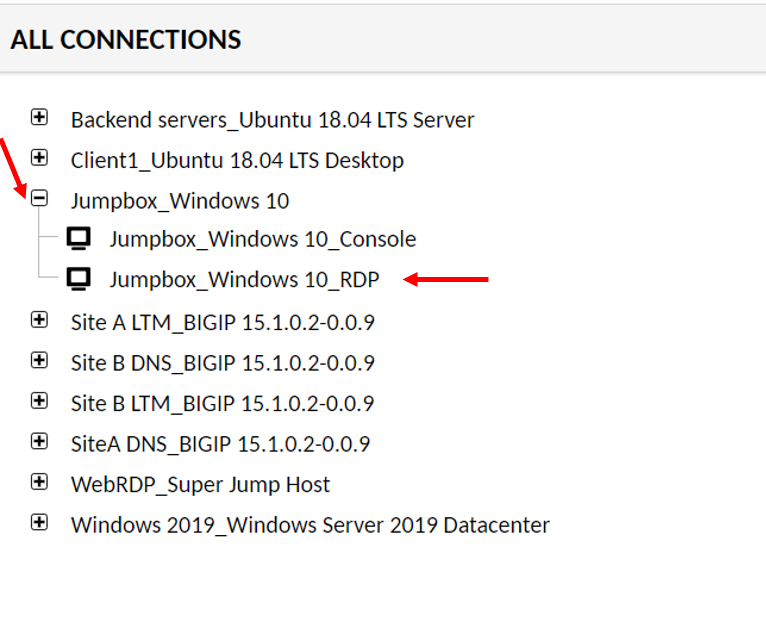 ALL CONNECTIONS
Backend servers_Ubuntu 18.04 LTS Server
Client1_Ubuntu 18.04 LTS Desktop
Jumpbox_Windows 10
Jumpbox_Windows 10_Console
Jumpbox_Windows 10_RDP
Site A LTM_BIGIP 15.1.0.2-0.0.9
Site B DNS_BIGIP 15.1.0.2-0.0.9
Site B LTM_BIGIP 15.1.0.2-0.0.9
SiteA DNS_BIGIP 15.1.0.2-0.0.9
WebRDP_Super Jump Host
Windows 2019_Windows Server 2019 Datacenter